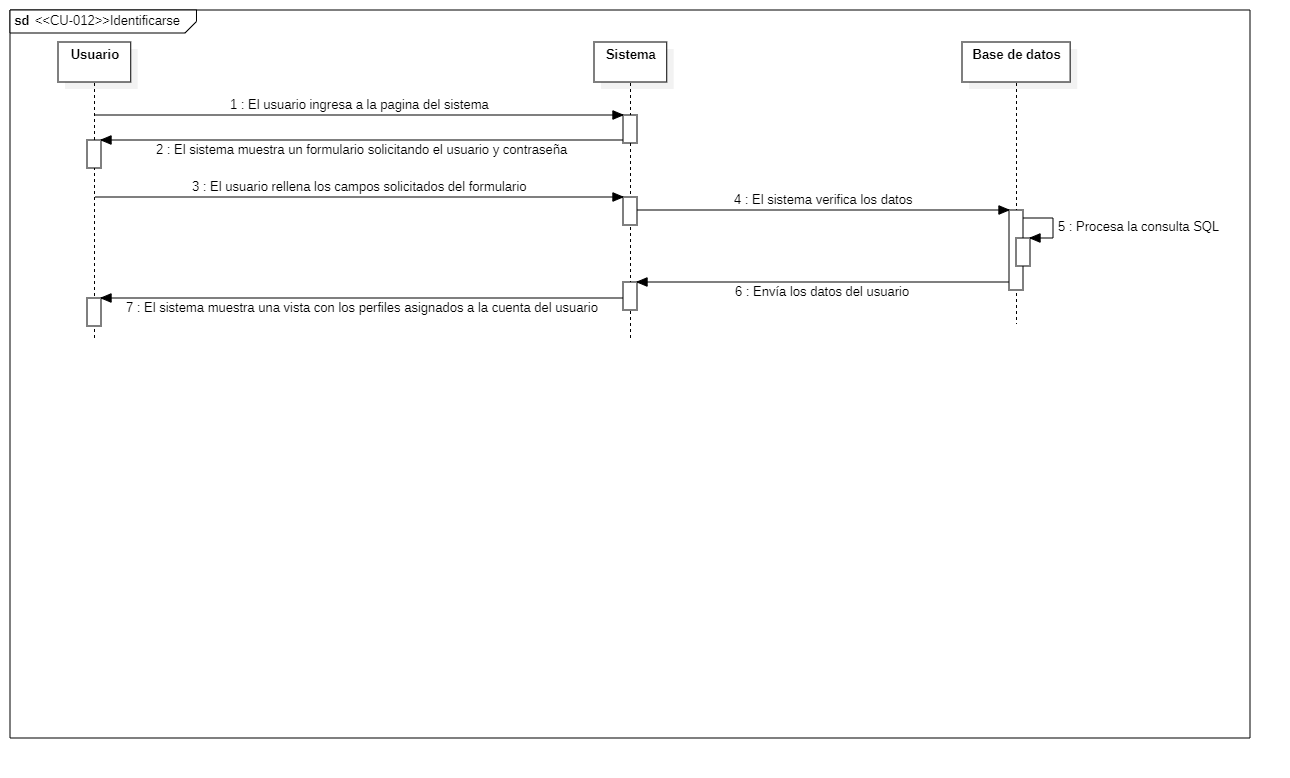 sd <<CU-012>>Identificarse
Usuario
Sistema
Base de datos
1 : El usuario ingresa a la pagina del sistema
2 : El sistema muestra un formulario solicitando el usuario y contraseña
3 : El usuario rellena los campos solicitados del formulario
4 : El sistema verifica los datos
5 : Procesa la consulta SQL
6 : Envía los datos del usuario
7 : El sistema muestra una vista con los perfiles asignados a la cuenta del usuario